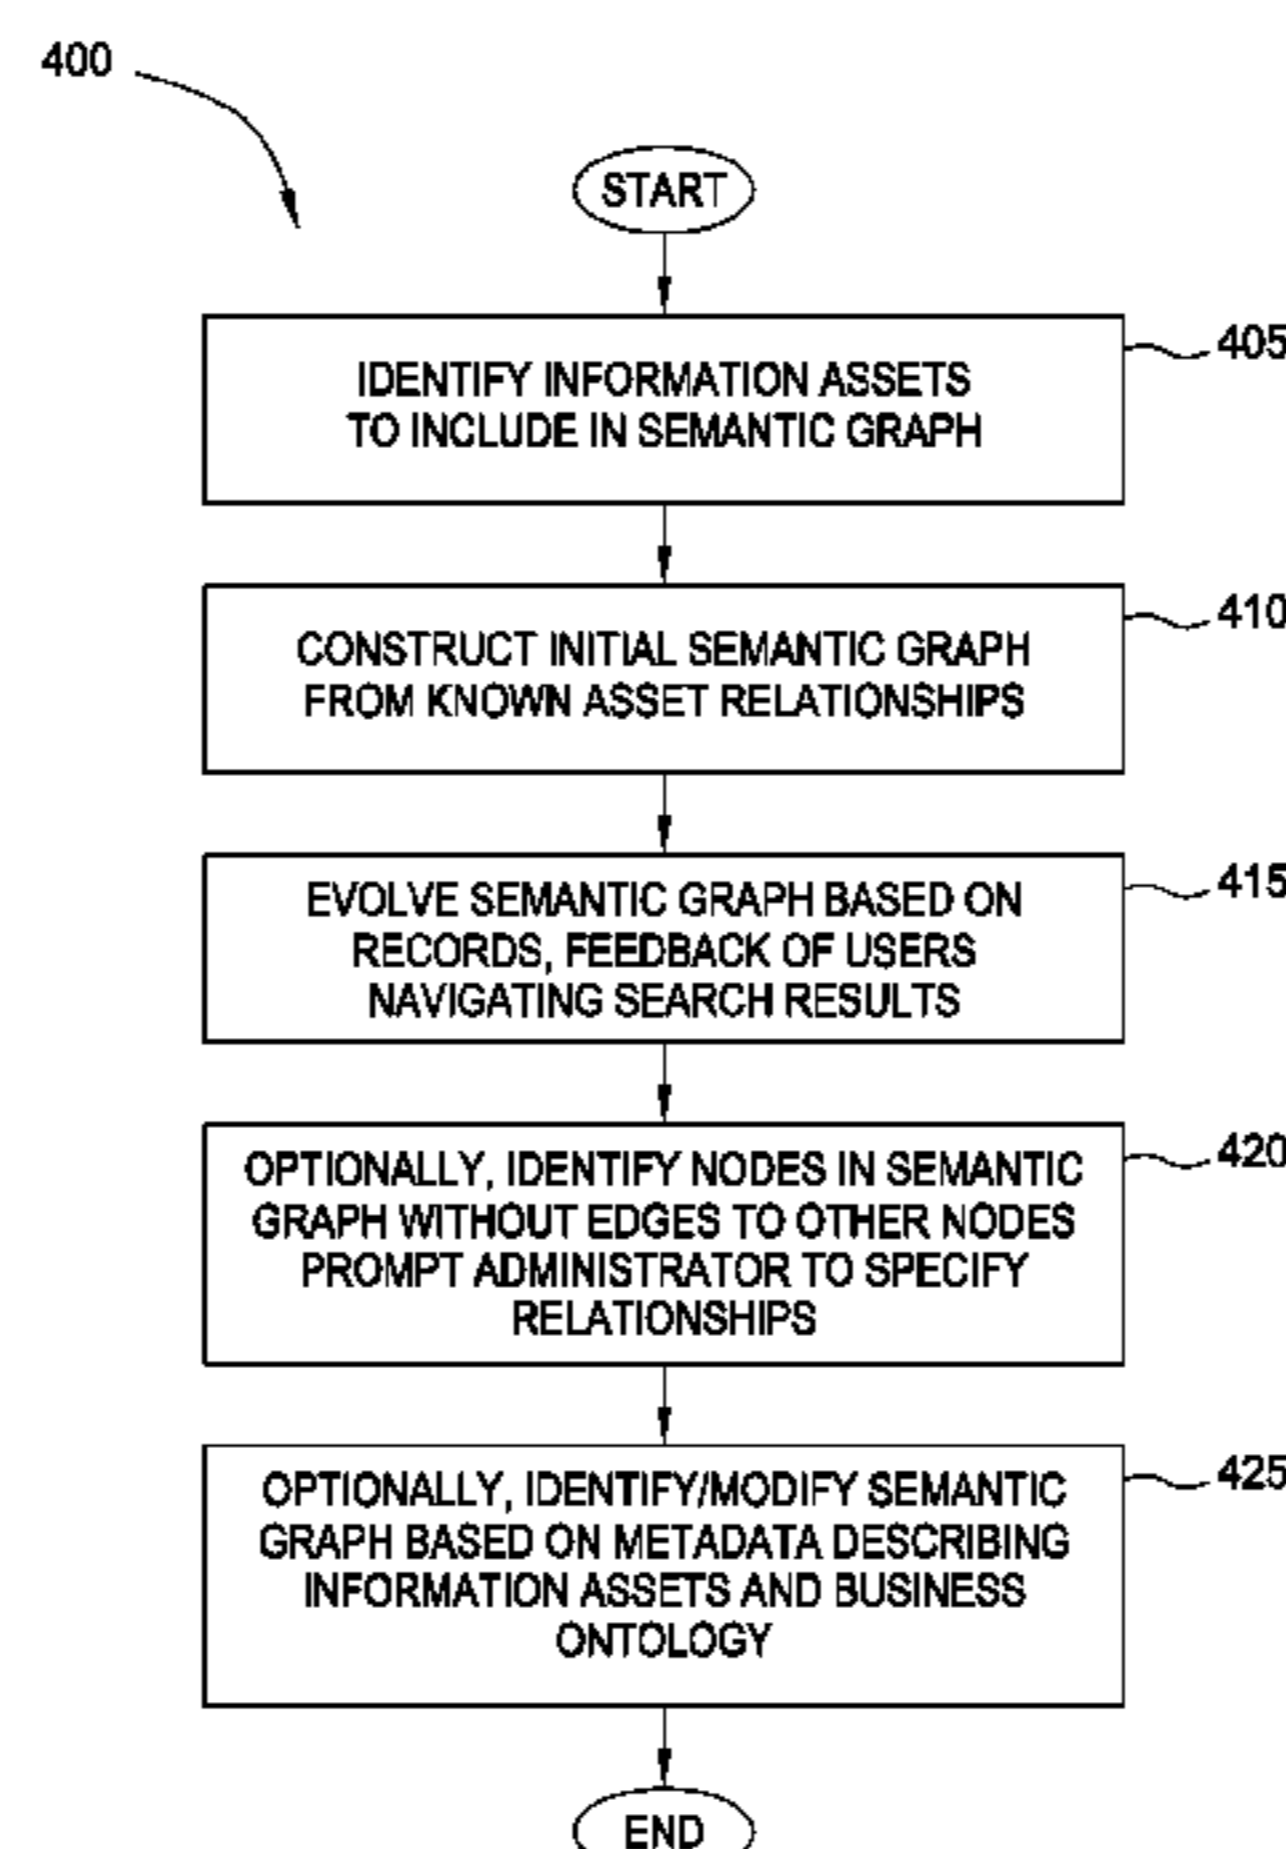 400
START
IDENTIFY INFORMATION ASSETS
TO INCLUDE IN SEMANTIC GRAPH
405
CONSTRUCT INITIAL SEMANTIC GRAPH
FROM KNOWN ASSET RELATIONSHIPS
410
EVOLVE SEMANTIC GRAPH BASED ON
RECORDS, FEEDBACK OF USERS
NAVIGATING SEARCH RESULTS
415
OPTIONALLY, IDENTIFY NODES IN SEMANTIC
GRAPH WITHOUT EDGES TO OTHER NODES
PROMPT ADMINISTRATOR TO SPECIFY
RELATIONSHIPS
420
OPTIONALLY, IDENTIFY/MODIFY SEMANTIC
GRAPH BASED ON METADATA DESCRIBING
INFORMATION ASSETS AND BUSINESS
ONTOLOGY
425
END